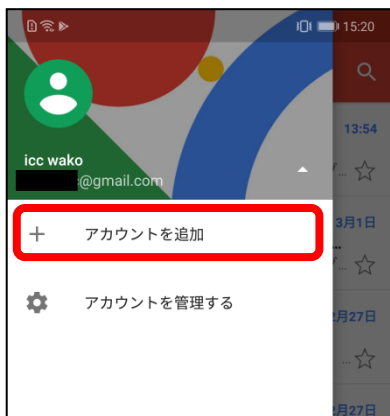 15:20
13:54
icc wako
@gmail.com
アカウントを追加
3月1日
アカウントを管理する
月27日
月27日